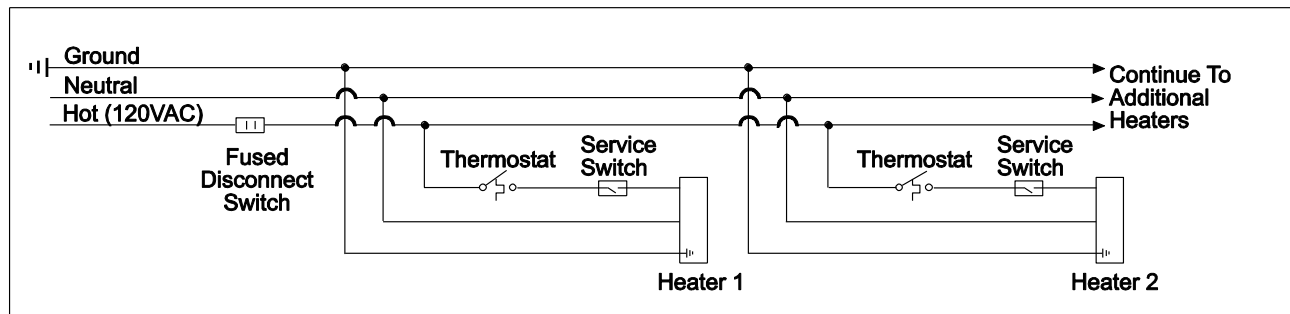 Ground
Neutral
Hot (120VAC)
Continue To
Additional
Heaters
Fused
Disconnect
Switch
Thermostat
Service
Switch
Heater 1
Thermostat
Service
Switch
Heater 2